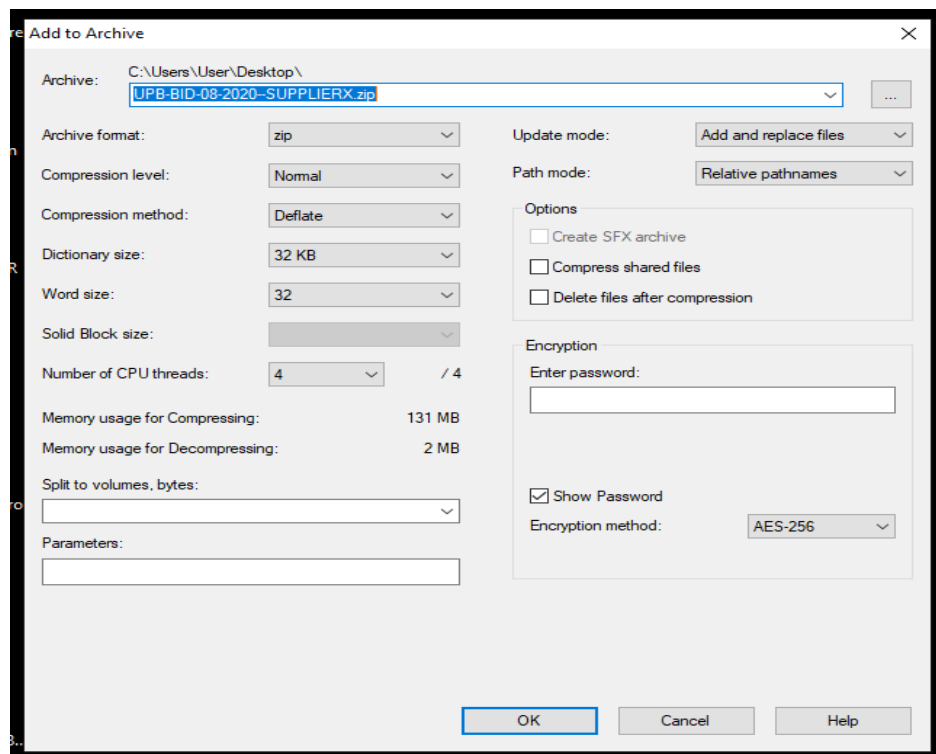 re
Add to Archive
Archive:
C:\Users\User\Desktop\
UPB-BID-08-2020--SUPPLIERX.zip
...
Archive format:
zip
Compression level:
Normal
Compression method:
Deflate
Dictionary size:
32 KB
Word size:
32
Solid Block size:
Number of CPU threads:
4
/ 4
Memory usage for Compressing:
131 MB
Memory usage for Decompressing:
2 MB
Split to volumes, bytes:
Parameters:
Update mode:
Add and replace files
Path mode:
Relative pathnames
Options
Create SFX archive
Compress shared files
Delete files after compression
Encryption
Enter password:
Show Password
Encryption method:
AES-256
OK
Cancel
Help
n
R
ro